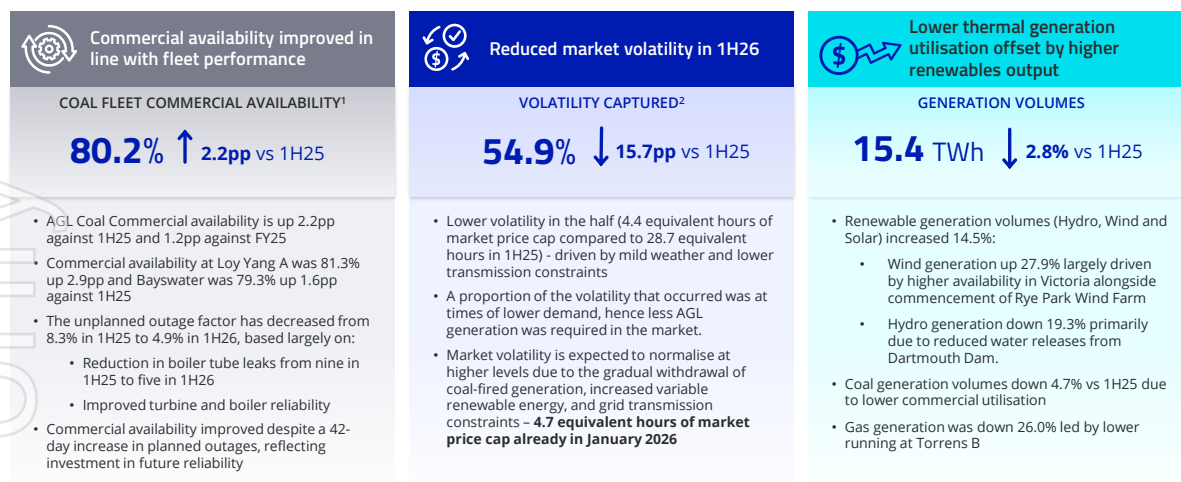 Commercial availability improved in
line with fleet performance
COAL FLEET COMMERCIAL AVAILABILITY1
80.2% ↑ 2.2pp vs 1H25
• AGL Coal Commercial availability is up 2.2pp
against 1H25 and 1.2pp against FY25
• Commercial availability at Loy Yang A was 81.3%
up 2.9pp and Bayswater was 79.3% up 1.6pp
against 1H25
• The unplanned outage factor has decreased from
8.3% in 1H25 to 4.9% in 1H26, based largely on:
• Reduction in boiler tube leaks from nine in
1H25 to five in 1H26
• Improved turbine and boiler reliability
• Commercial availability improved despite a 42-
day increase in planned outages, reflecting
investment in future reliability
$
Reduced market volatility in 1H26
VOLATILITY CAPTURED2
54.9% ↓ 15.7pp vs 1H25
• Lower volatility in the half (4.4 equivalent hours of
market price cap compared to 28.7 equivalent
hours in 1H25) - driven by mild weather and lower
transmission constraints
• A proportion of the volatility that occurred was at
times of lower demand, hence less AGL
generation was required in the market.
• Market volatility is expected to normalise at
higher levels due to the gradual withdrawal of
coal-fired generation, increased variable
renewable energy, and grid transmission
constraints – 4.7 equivalent hours of market
price cap already in January 2026
$
Lower thermal generation
utilisation offset by higher
renewables output
GENERATION VOLUMES
15.4 TWh ↓ 2.8% vs 1H25
• Renewable generation volumes (Hydro, Wind and
Solar) increased 14.5%:
• Wind generation up 27.9% largely driven
by higher availability in Victoria alongside
commencement of Rye Park Wind Farm
• Hydro generation down 19.3% primarily
due to reduced water releases from
Dartmouth Dam.
• Coal generation volumes down 4.7% vs 1H25 due
to lower commercial utilisation
• Gas generation was down 26.0% led by lower
running at Torrens B